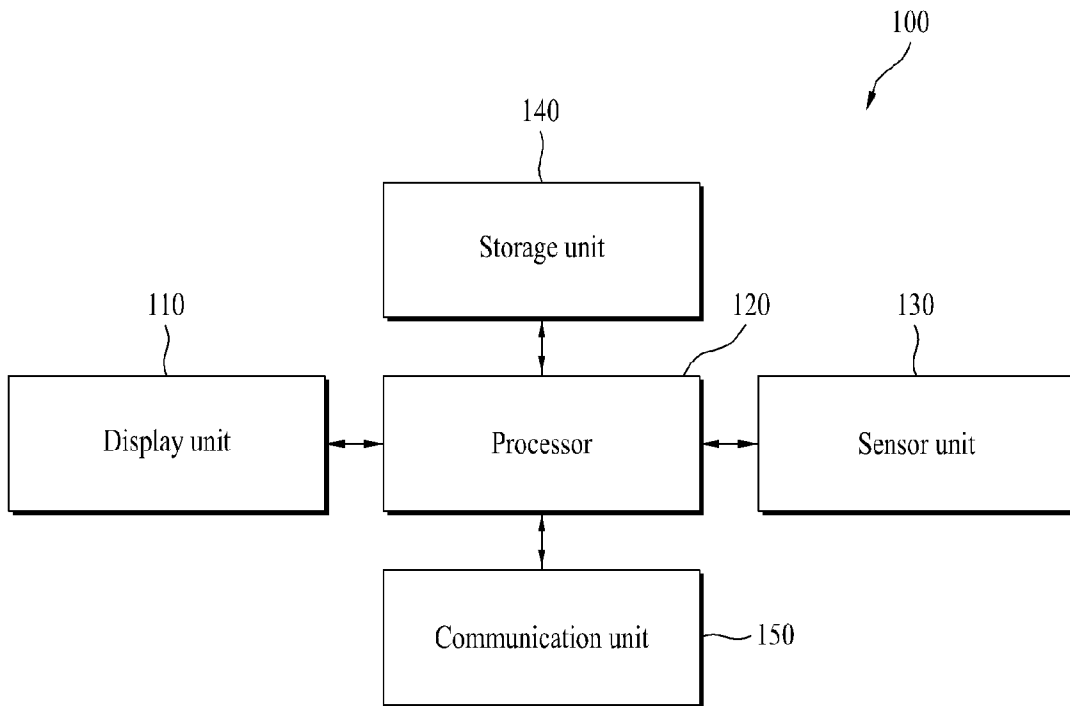 100
140
Storage unit
110
120
130
Display unit
Processor
Sensor unit
Communication unit
150